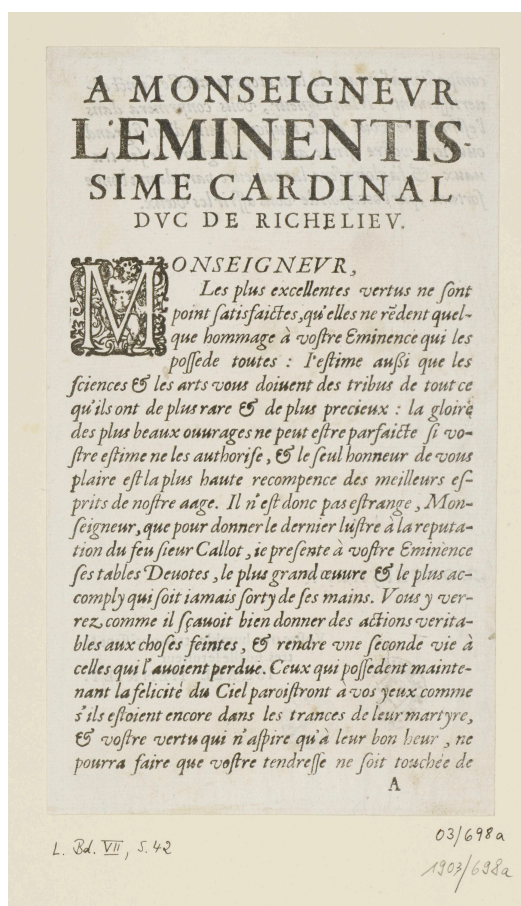 A MONSEIGNEVR
L'EMINENTIS-
SIME CARDINAL
DVC DE RICHELIEV.
MONSEIGNEVR,
Les plus excellentes vertus ne ſont
point ſatisfaictes, qu'elles ne rẽdent quel-
que hommage à voſtre Eminence qui les
poſſede toutes : I'eſtime auſſi que les
ſciences & les arts vous doiuent des tribus de tout ce
qu'ils ont de plus rare & de plus precieux : la gloire
des plus beaux ouurages ne peut eſtre parfaicte ſi vo-
ſtre eſtime ne les authoriſe, & le ſeul honneur de vous
plaire eſt la plus haute recompence des meilleurs eſ-
prits de noſtre aage. Il n'eſt donc pas eſtrange, Mon-
ſeigneur, que pour donner le dernier luſtre à la reputa-
tion du feu ſieur Callot, ie preſente à voſtre Eminence
ſes tables Deuotes, le plus grand œuure & le plus ac-
comply qui ſoit iamais ſorty de ſes mains. Vous y ver-
rez, comme il ſçauoit bien donner des actions verita-
bles aux choſes feintes, & rendre vne ſeconde vie à
celles qui l'auoient perdue. Ceux qui poſſedent mainte-
nant la felicité du Ciel paroiſtront a vos yeux comme
s'ils eſtoient encore dans les trances de leur martyre,
& voſtre vertu qui n'aſpire qu'à leur bon heur, ne
pourra faire que voſtre tendreſſe ne ſoit touchée de
A
L. Bd. VII, S. 42
03/698a
1903/698a